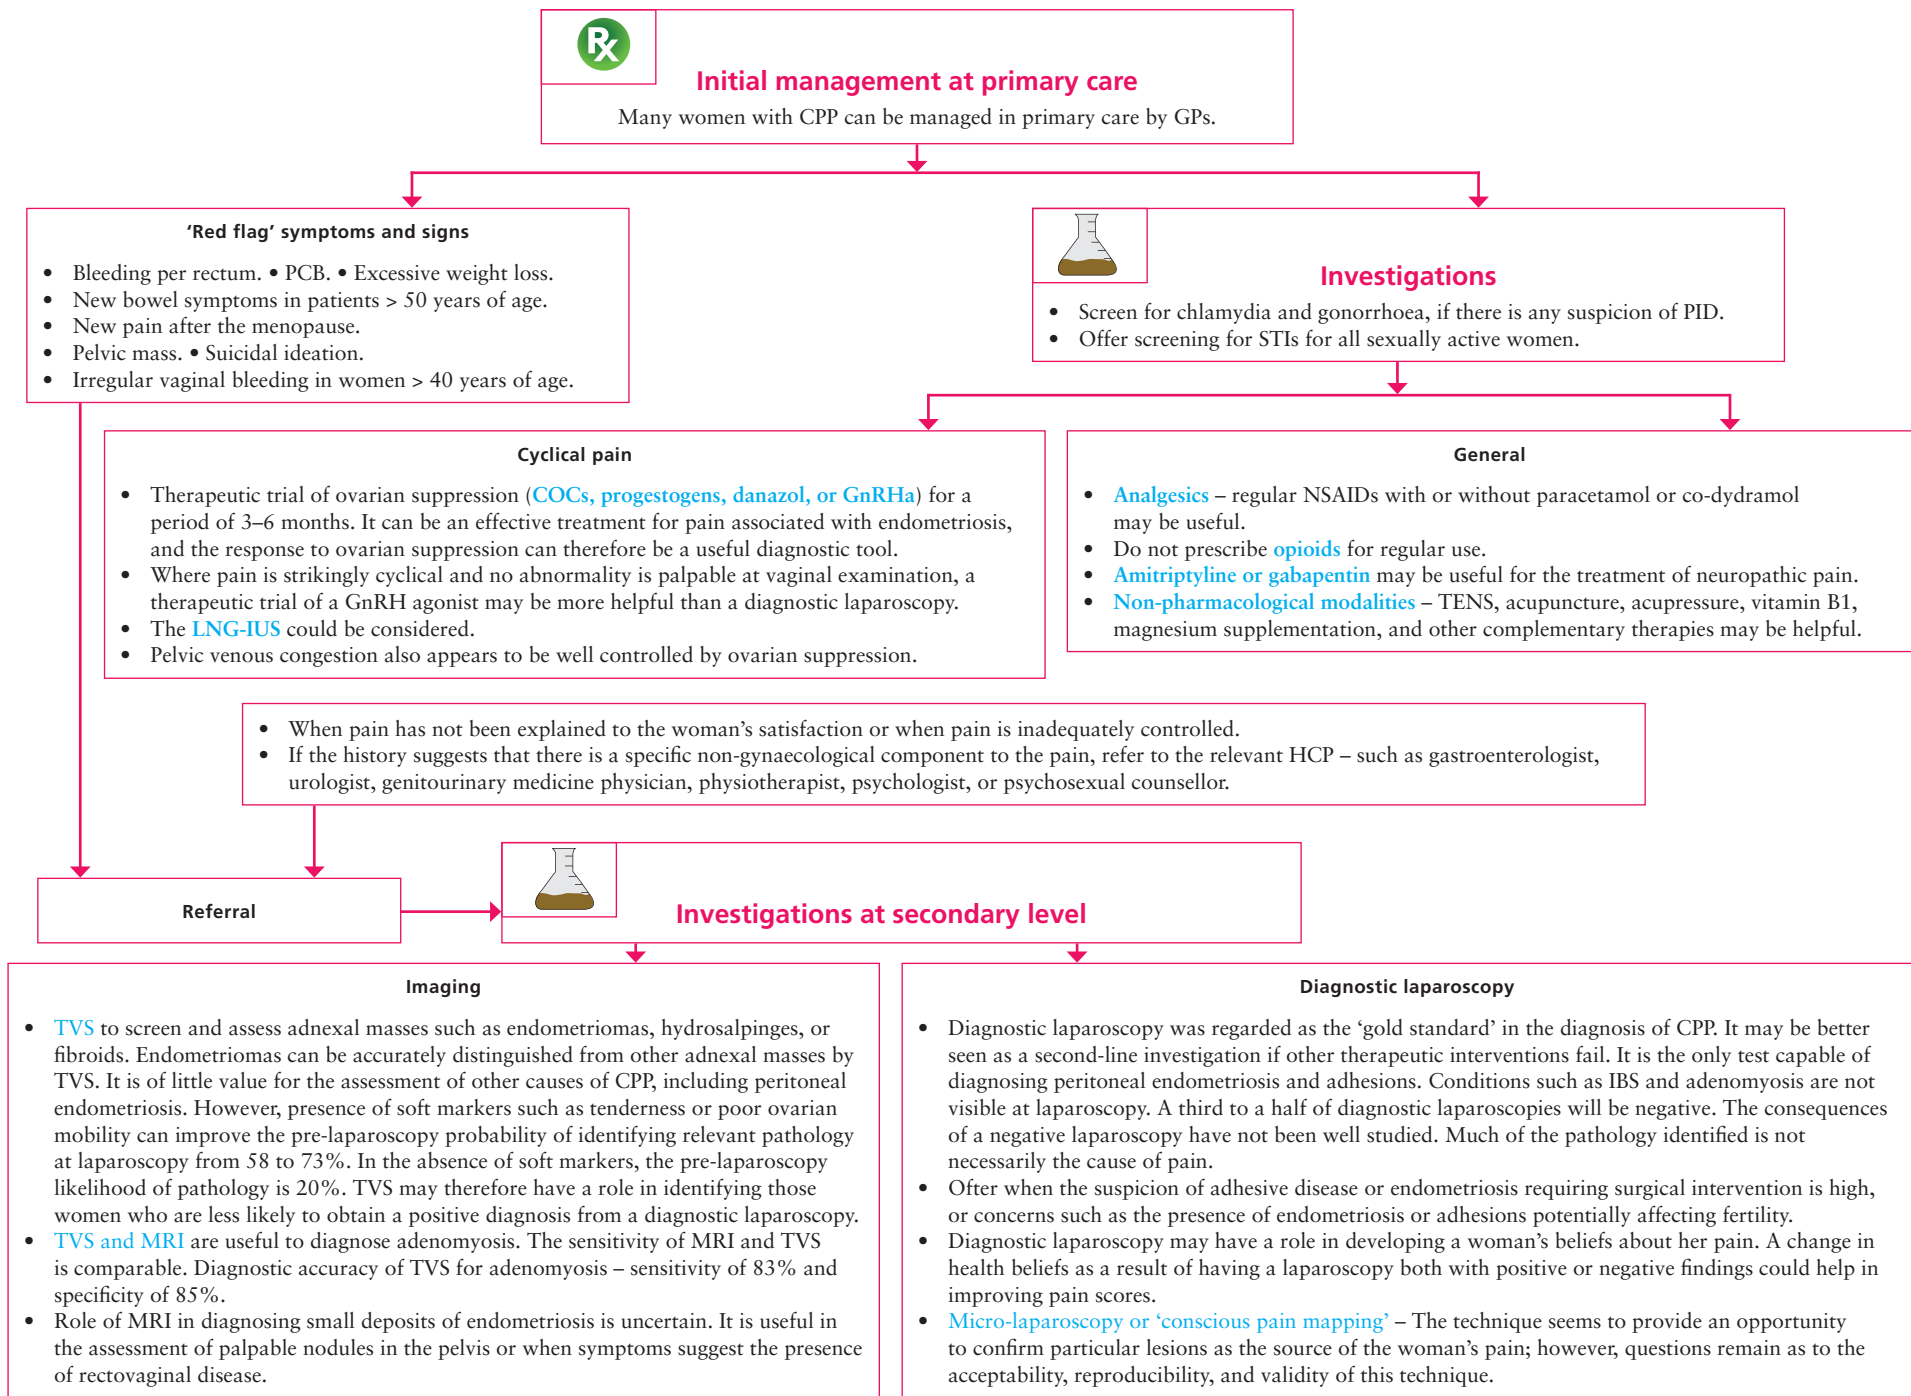 Rx
Initial management at primary care
Many women with CPP can be managed in primary care by GPs.
‘Red flag’ symptoms and signs
• Bleeding per rectum. • PCB. • Excessive weight loss.
• New bowel symptoms in patients > 50 years of age.
• New pain after the menopause.
• Pelvic mass. • Suicidal ideation.
• Irregular vaginal bleeding in women > 40 years of age.
Investigations
• Screen for chlamydia and gonorrhoea, if there is any suspicion of PID.
• Offer screening for STIs for all sexually active women.
Cyclical pain
• Therapeutic trial of ovarian suppression (COCs, progestogens, danazol, or GnRHa) for a
period of 3–6 months. It can be an effective treatment for pain associated with endometriosis,
and the response to ovarian suppression can therefore be a useful diagnostic tool.
• Where pain is strikingly cyclical and no abnormality is palpable at vaginal examination, a
therapeutic trial of a GnRH agonist may be more helpful than a diagnostic laparoscopy.
• The LNG-IUS could be considered.
• Pelvic venous congestion also appears to be well controlled by ovarian suppression.
General
• Analgesics – regular NSAIDs with or without paracetamol or co-dydramol
may be useful.
• Do not prescribe opioids for regular use.
• Amitriptyline or gabapentin may be useful for the treatment of neuropathic pain.
• Non-pharmacological modalities – TENS, acupuncture, acupressure, vitamin B1,
magnesium supplementation, and other complementary therapies may be helpful.
• When pain has not been explained to the woman’s satisfaction or when pain is inadequately controlled.
• If the history suggests that there is a specific non-gynaecological component to the pain, refer to the relevant HCP – such as gastroenterologist,
urologist, genitourinary medicine physician, physiotherapist, psychologist, or psychosexual counsellor.
Referral
Investigations at secondary level
Imaging
• TVS to screen and assess adnexal masses such as endometriomas, hydrosalpinges, or
fibroids. Endometriomas can be accurately distinguished from other adnexal masses by
TVS. It is of little value for the assessment of other causes of CPP, including peritoneal
endometriosis. However, presence of soft markers such as tenderness or poor ovarian
mobility can improve the pre-laparoscopy probability of identifying relevant pathology
at laparoscopy from 58 to 73%. In the absence of soft markers, the pre-laparoscopy
likelihood of pathology is 20%. TVS may therefore have a role in identifying those
women who are less likely to obtain a positive diagnosis from a diagnostic laparoscopy.
• TVS and MRI are useful to diagnose adenomyosis. The sensitivity of MRI and TVS
is comparable. Diagnostic accuracy of TVS for adenomyosis – sensitivity of 83% and
specificity of 85%.
• Role of MRI in diagnosing small deposits of endometriosis is uncertain. It is useful in
the assessment of palpable nodules in the pelvis or when symptoms suggest the presence
of rectovaginal disease.
Diagnostic laparoscopy
• Diagnostic laparoscopy was regarded as the ‘gold standard’ in the diagnosis of CPP. It may be better
seen as a second-line investigation if other therapeutic interventions fail. It is the only test capable of
diagnosing peritoneal endometriosis and adhesions. Conditions such as IBS and adenomyosis are not
visible at laparoscopy. A third to a half of diagnostic laparoscopies will be negative. The consequences
of a negative laparoscopy have not been well studied. Much of the pathology identified is not
necessarily the cause of pain.
• Ofter when the suspicion of adhesive disease or endometriosis requiring surgical intervention is high,
or concerns such as the presence of endometriosis or adhesions potentially affecting fertility.
• Diagnostic laparoscopy may have a role in developing a woman’s beliefs about her pain. A change in
health beliefs as a result of having a laparoscopy both with positive or negative findings could help in
improving pain scores.
• Micro-laparoscopy or ‘conscious pain mapping’ – The technique seems to provide an opportunity
to confirm particular lesions as the source of the woman’s pain; however, questions remain as to the
acceptability, reproducibility, and validity of this technique.